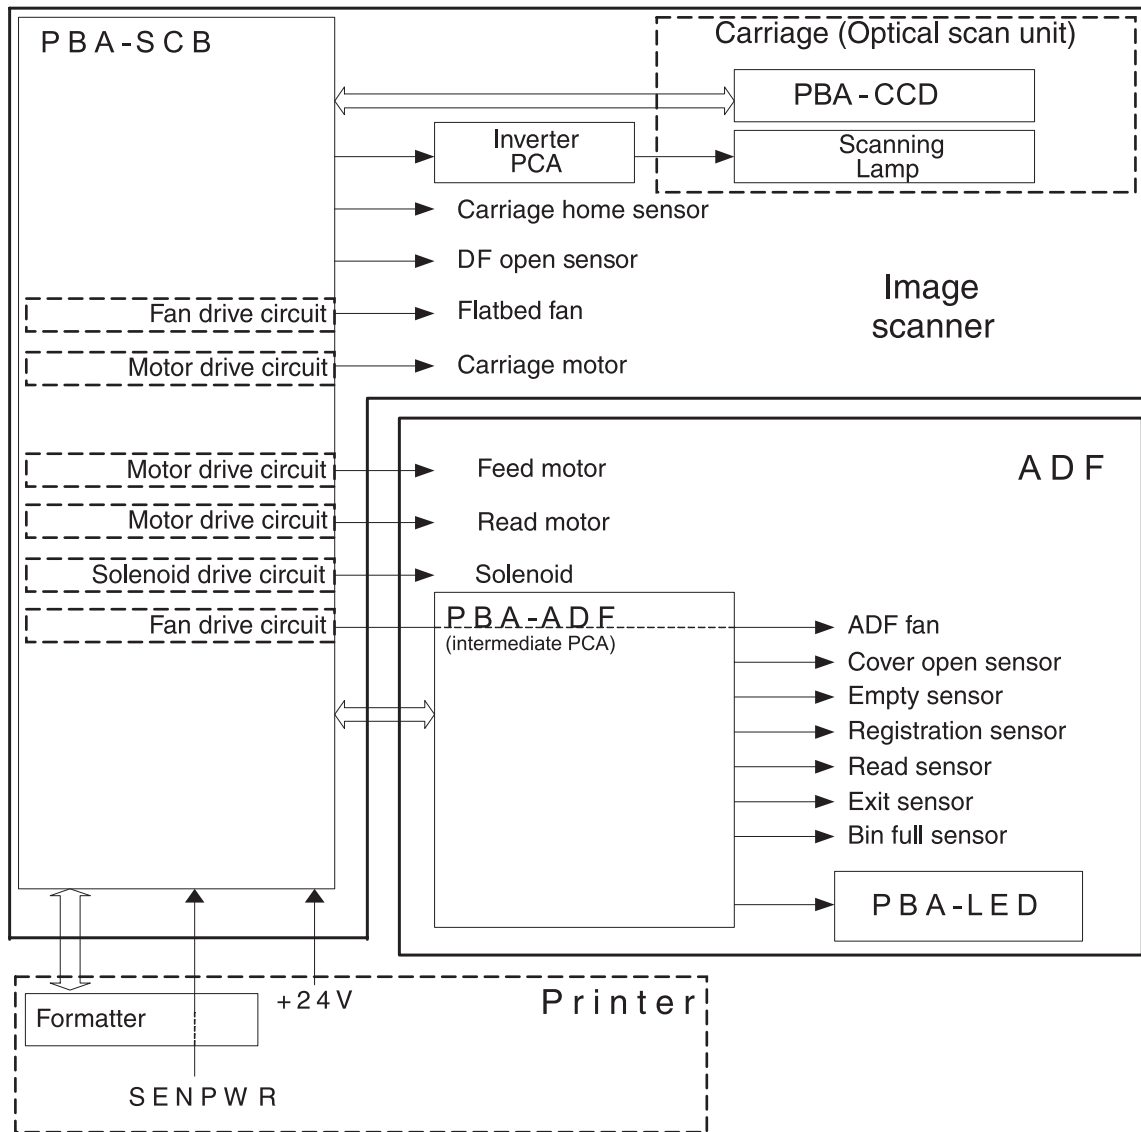 PBA-SCB
Carriage (Optical scan unit)
PBA-CCD
Inverter
PCA
Scanning
Lamp
Carriage home sensor
DF open sensor
Fan drive circuit
Flatbed fan
Motor drive circuit
Carriage motor
Image
scanner
Motor drive circuit
Feed motor
ADF
Motor drive circuit
Read motor
Solenoid drive circuit
Solenoid
Fan drive circuit
PBA-ADF
(intermediate PCA)
ADF fan
Cover open sensor
Empty sensor
Registration sensor
Read sensor
Exit sensor
Bin full sensor
PBA-LED
Printer
+24V
Formatter
SENPWR